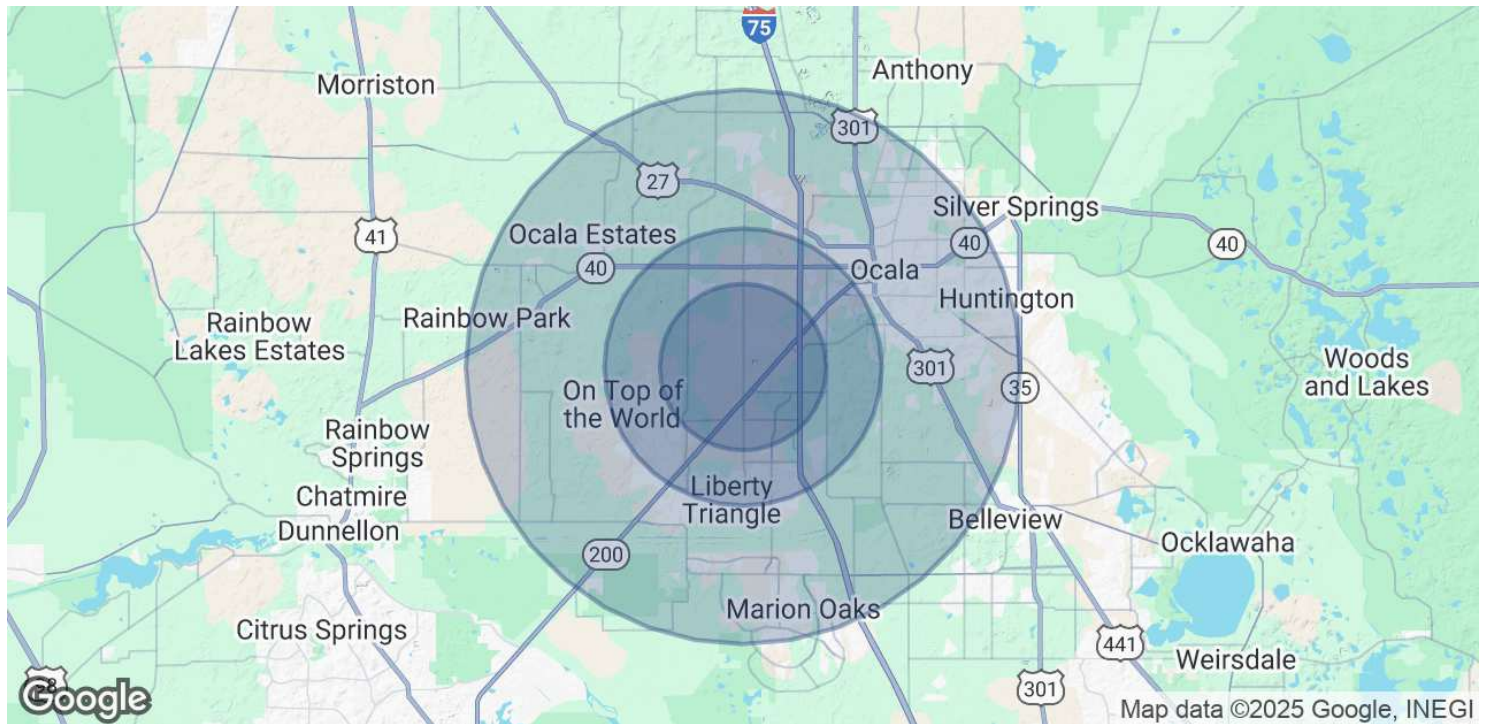 75
Anthony
Morriston
301
27
Silver Springs
Ocala Estates
41
40
40
40
Ocala
Huntington
Rainbow Park
Rainbow
Lakes Estates
301
Woods
and Lakes
35
On Top of
the World
Rainbow
Springs
Liberty
Triangle
Chatmire
Dunnellon
Belleview
200
Ocklawaha
Marion Oaks
Citrus Springs
441
Weirsdale
301
Google
Map data ©2025 Google, INEGI